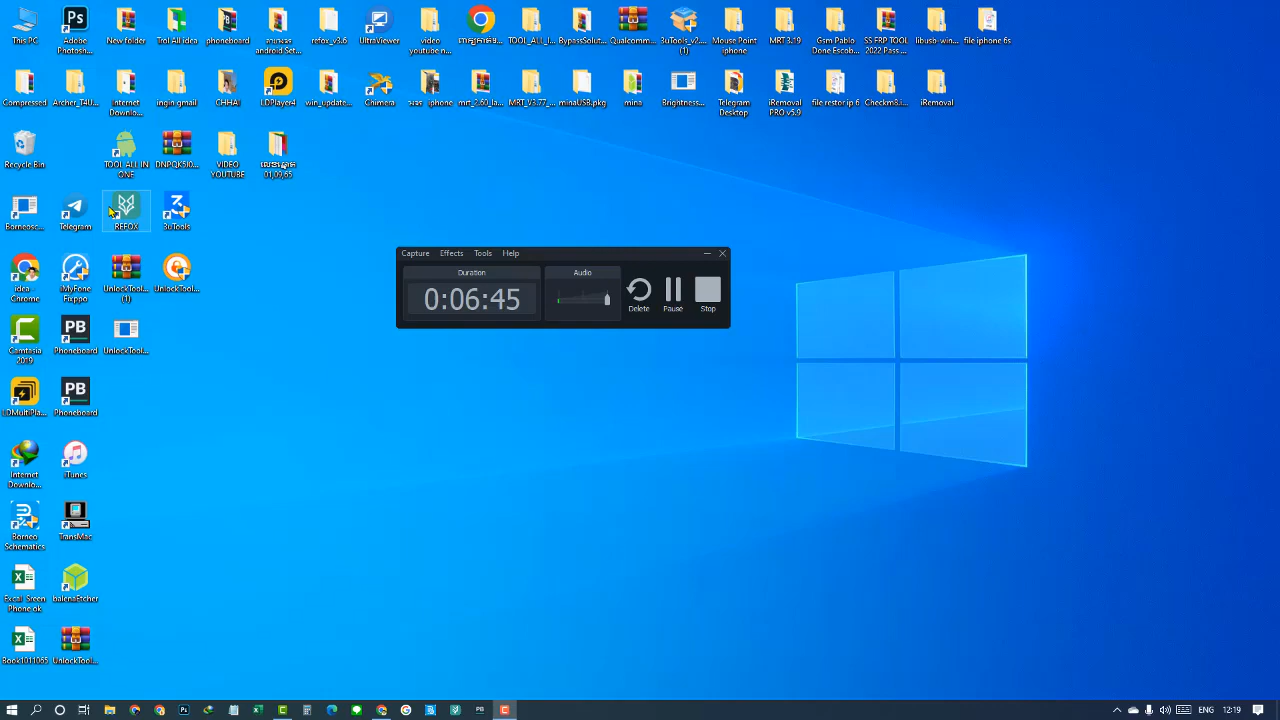 This PC
Adobe
Photosh...
New folder
Trol All idea
phoneboard
android Set...
refox_v3.6
UltraViewer
video
youtube n...
TOOL_ALL_I...
BypassSolut...
Qualcomm...
3uTools_v2....
(1)
Mouse Point
iphone
MRT 3.19
Gsm Pablo
Done Escob...
SS FRP TOOL
2022 Pass ...
libusb-win...
file iphone 6s
Compressed
Archer_T4U...
Internet
Downlo...
ingin gmail
CHHAI
LDPlayer4
win_update...
Chimera
iphone
mrt_2.60_la...
MRT_V3.77_...
minaUSB.pkg
mina
Brightness...
Telegram
Desktop
iRemoval
PRO v5.9
file restor ip 6
Checkm8.i...
iRemoval
Recycle Bin
TOOL ALL IN
ONE
DNPQK5J0...
VIDEO
YOUTUBE
01,09,65
Borneosc...
Telegram
REFOX
3uTools
Capture Effects Tools Help
Duration
Audio
0:06:45
Delete
Pause
Stop
idea -
Chrome
iMyFone
Fixppo
UnlockTool...
(1)
UnlockTool...
Camtasia
2019
Phoneboard
UnlockTool...
LDMultiPla...
Phoneboard
Internet
Downlo...
iTunes
Borneo
Schematics
TransMac
Excal Sreen
Phone ok
balenaEtcher
Book1011065
UnlockTool...
ENG
12:19